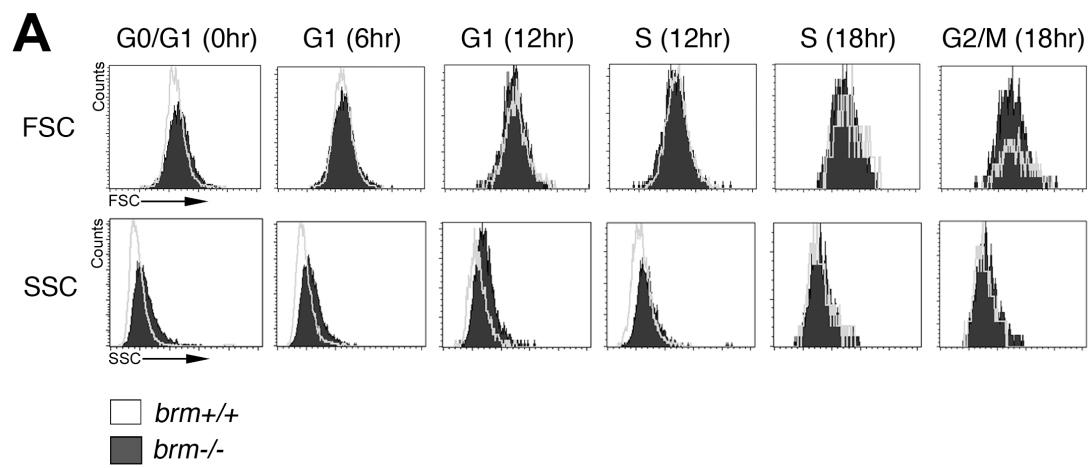 A
G0/G1 (0hr) G1 (6hr) G1 (12hr) S (12hr) S (18hr) G2/M (18hr)
Counts
FSC
FSC
Counts
SSC
SSC
brm+/+
brm-/-